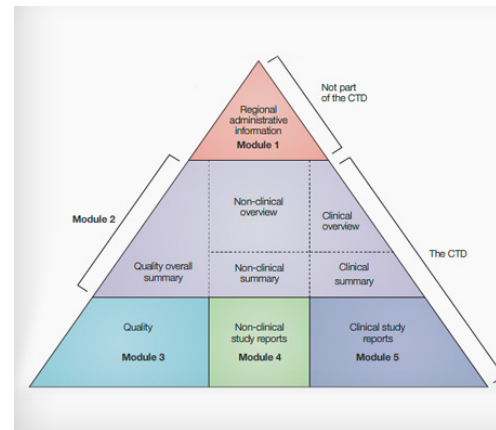 Not part
of the CTD
Regional
administrative
information
Module 1
Module 2
Non-clinical
overview
Clinical
overview
The CTD
Quality overall
summary
Non-clinical
summary
Clinical
summary
Quality
Module 3
Non-clinical
study reports
Module 4
Clinical study
reports
Module 5